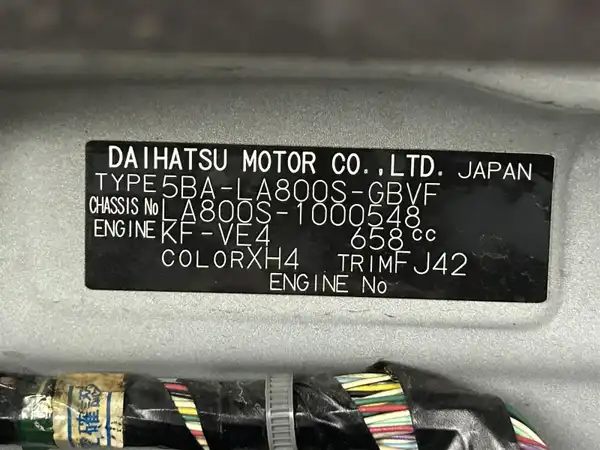 DAIHATSU MOTOR CO.,LTD. JAPAN
TYPE 5BA-LA800S-GBVF
CHASSIS No LA800S-1000548
ENGINE KF-VE4 658cc
COLOR XH4 TRIM FJ42
ENGINE No